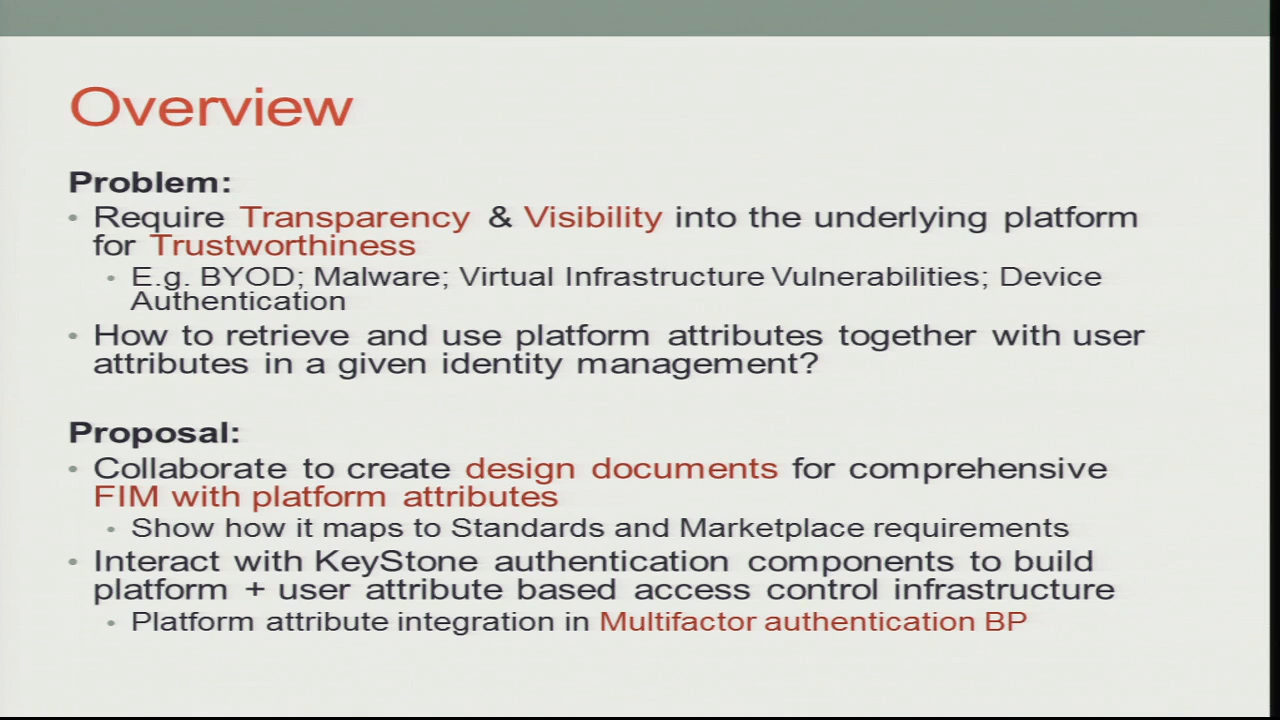 Overview
Problem:
• Require Transparency & Visibility into the underlying platform
for Trustworthiness
• E.g. BYOD; Malware; Virtual Infrastructure Vulnerabilities; Device
Authentication
• How to retrieve and use platform attributes together with user
attributes in a given identity management?
Proposal:
• Collaborate to create design documents for comprehensive
FIM with platform attributes
• Show how it maps to Standards and Marketplace requirements
• Interact with KeyStone authentication components to build
platform + user attribute based access control infrastructure
• Platform attribute integration in Multifactor authentication BP